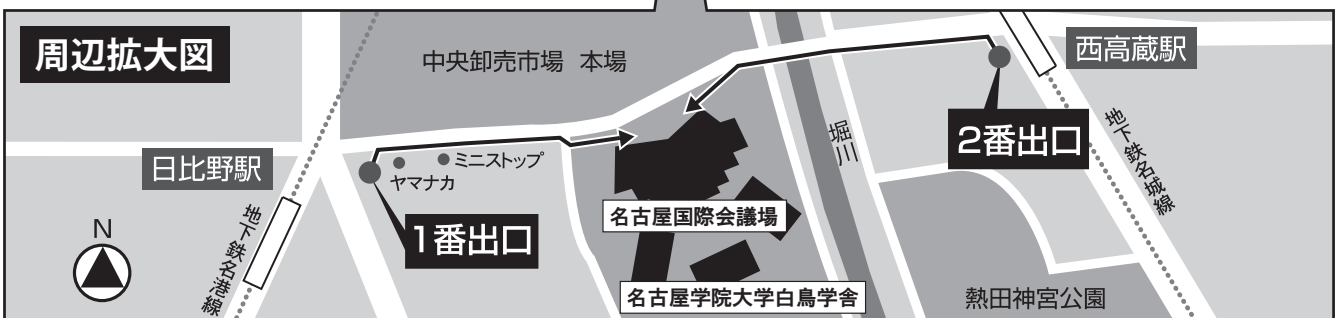 周辺拡大図
中央卸売市場 本場
西高蔵駅
2番出口
堀川
地下鉄名城線
日比野駅
ミニストップ
ヤマナカ
1番出口
地下鉄名港線
N
名古屋国際会議場
名古屋学院大学白鳥学舎
熱田神宮公園